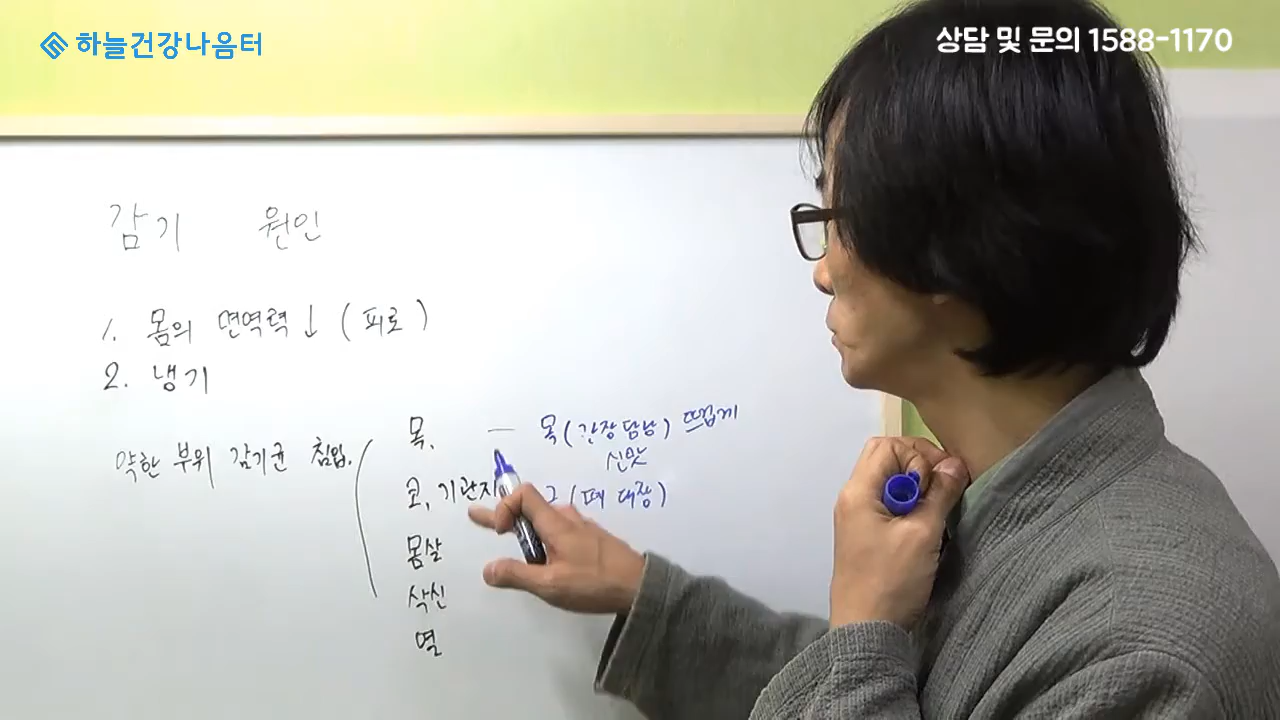 하늘건강나음터
상담 및 문의 1588-1170
감기 원인
1. 몸의 면역력↓ (피로)
2. 냉기
약한 부위 감기균 침입.
목. — 목(간장담낭) 뜨겁게
신맛
코, 기관지 코 (폐 대장)
몸살
삭신
열